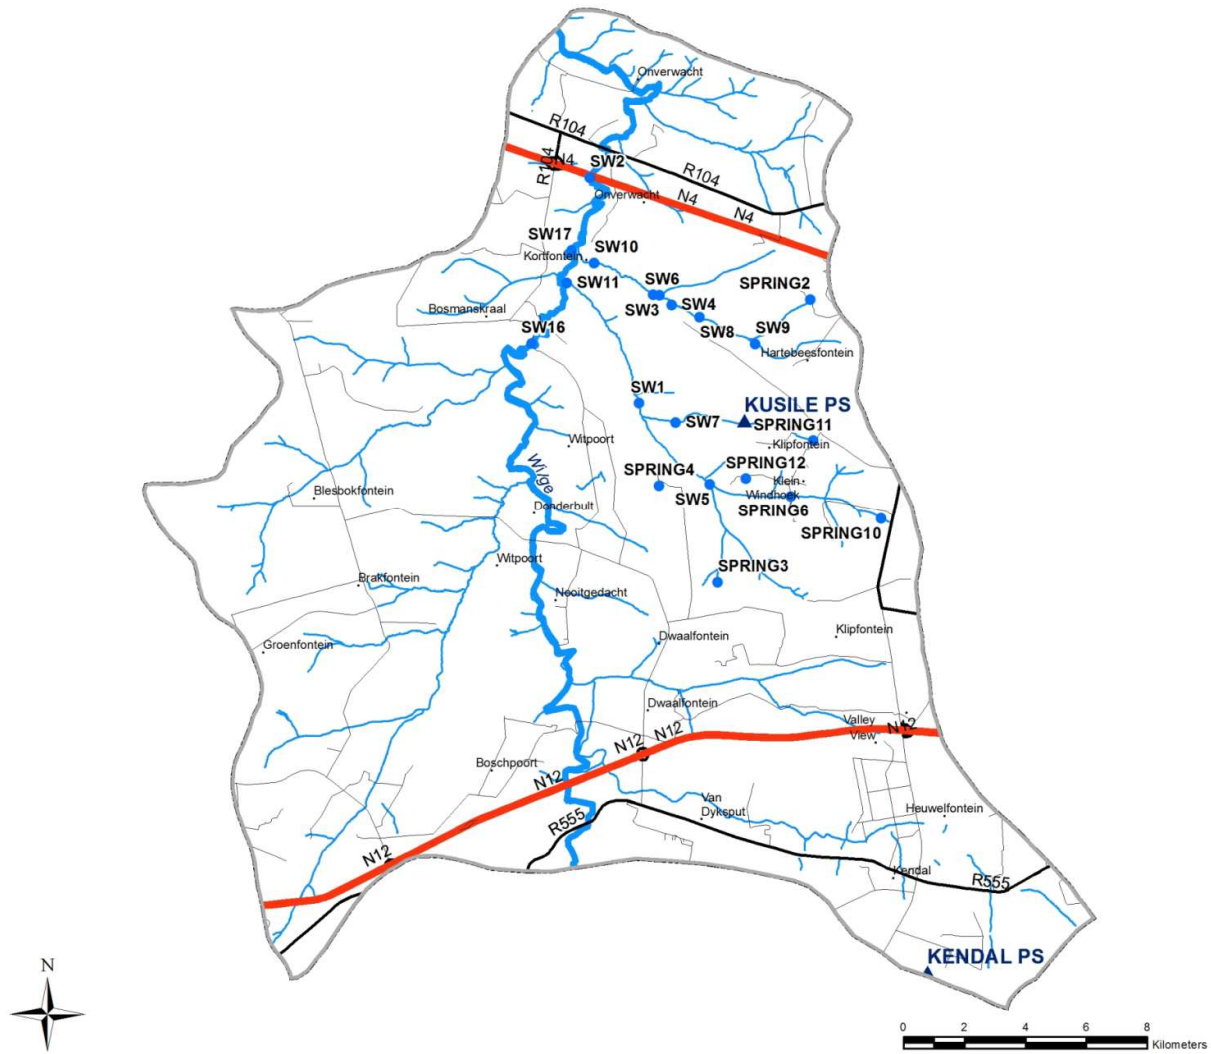 Onverwacht
R104
R104
N4
SW2
R104
Onverwacht
N4
N4
SW17
SW10
Kortfontein
SW11
SW6
SPRING2
Bosmanskraal
SW3
SW4
SW16
SW8
SW9
Hartebeesfontein
SW1
KUSILE PS
SW7
SPRING11
Witpoort
Klipfontein
Wilge
SPRING4
SPRING12
Blesbokfontein
SW5
Klein
Windhoek
Donderbult
SPRING6
SPRING10
Witpoort
SPRING3
Brakfontein
Nooitgedacht
Klipfontein
Groenfontein
Dwaalfontein
Dwaalfontein
Valley
View
N12
N12
N12
Boschpoort
N12
Van
Dyksput
Heuwelfontein
R555
N12
Kendal
R555
KENDAL PS
N
0 2 4 6 8
Kilometers